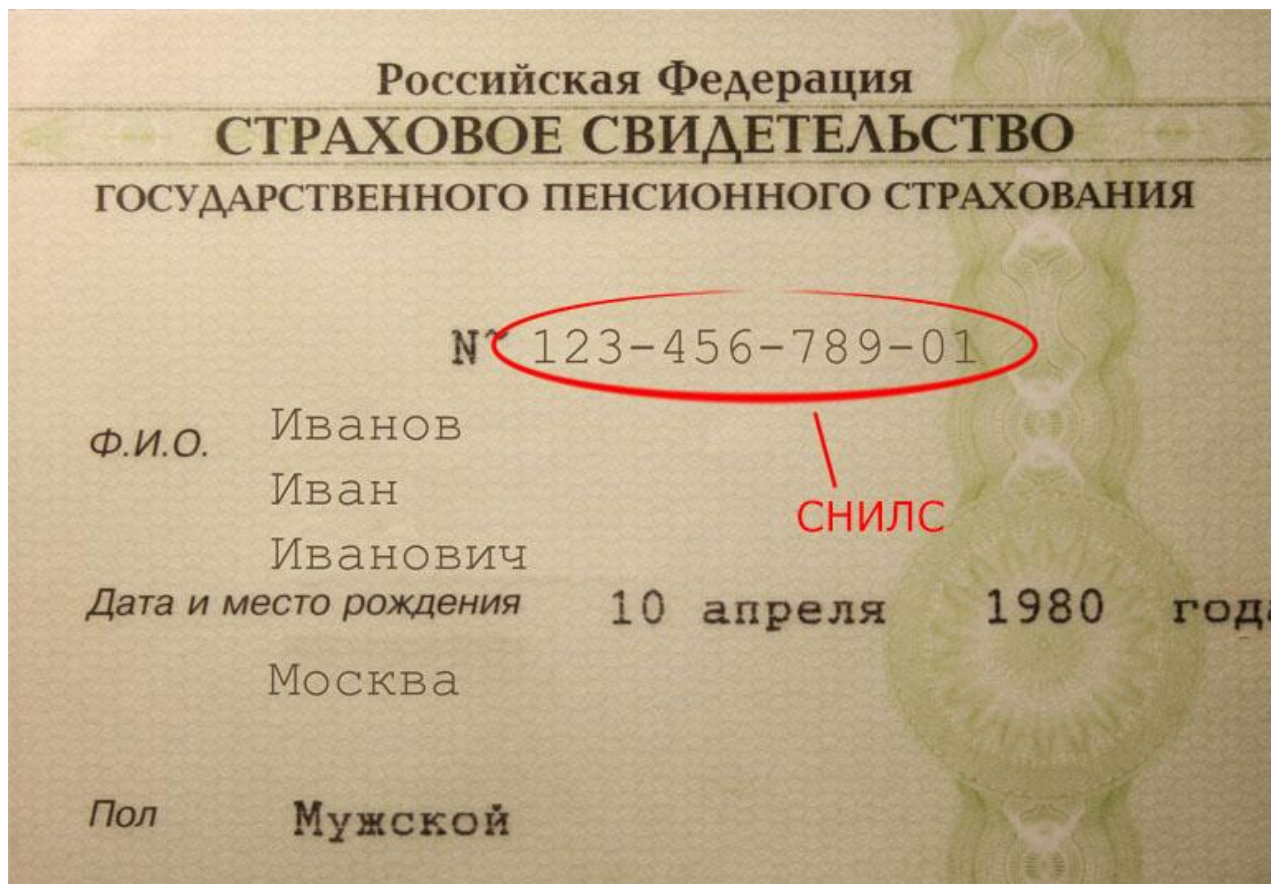 Российская Федерация
СТРАХОВОЕ СВИДЕТЕЛЬСТВО
ГОСУДАРСТВЕННОГО ПЕНСИОННОГО СТРАХОВАНИЯ
№ 123-456-789-01
Ф.И.О. Иванов
Иван
СНИЛС
Иванович
Дата и место рождения 10 апреля 1980 года
Москва
Пол Мужской